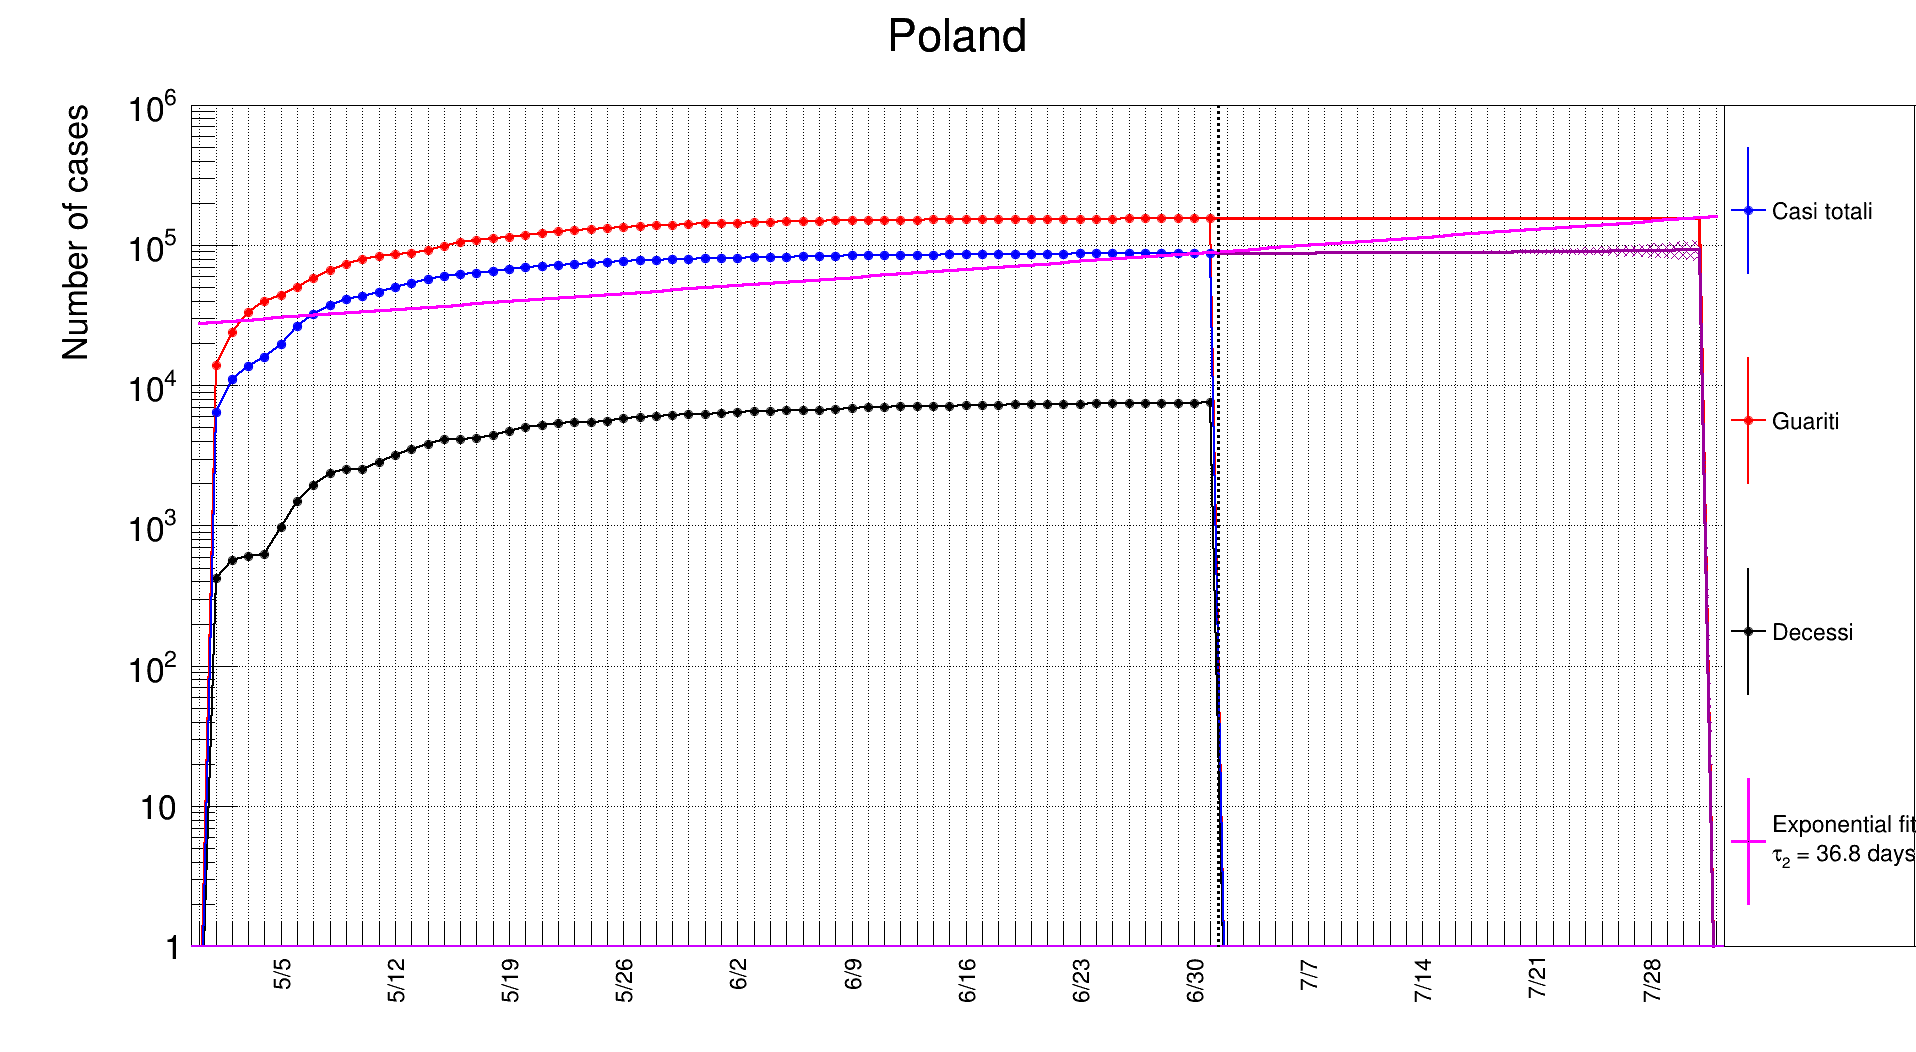 Poland
Number of cases
10^6
10^5
10^4
10^3
10^2
10
1
5/5
5/12
5/19
5/26
6/2
6/9
6/16
6/23
6/30
7/7
7/14
7/21
7/28
Casi totali
Guariti
Decessi
Exponential fit
τ₂ = 36.8 days